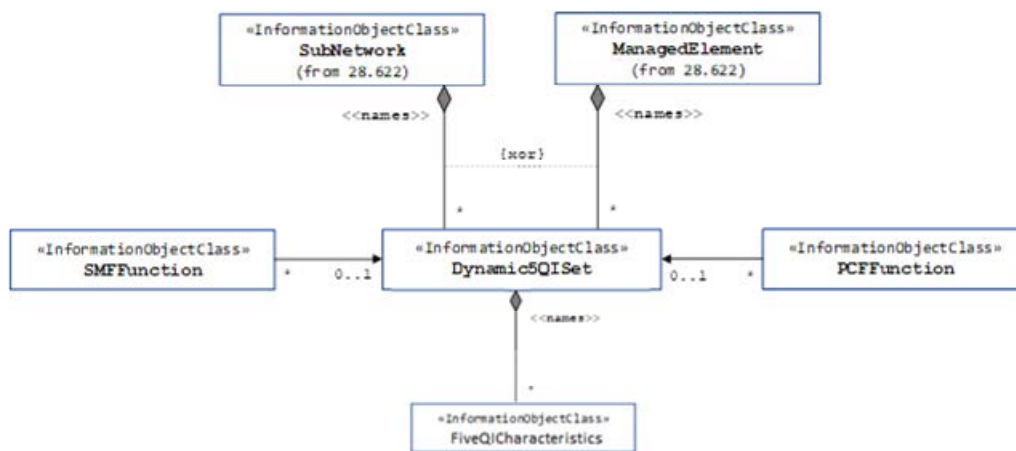 «InformationObjectClass»
SubNetwork
(from 28.622)
«InformationObjectClass»
ManagedElement
(from 28.622)
<<names>>
<<names>>
{xor}
*
*
«InformationObjectClass»
SMFFunction
*
0..1
«InformationObjectClass»
Dynamic5QISet
0..1
*
«InformationObjectClass»
PCFFunction
<<names>>
*
«InformationObjectClass»
FiveQICharacteristics